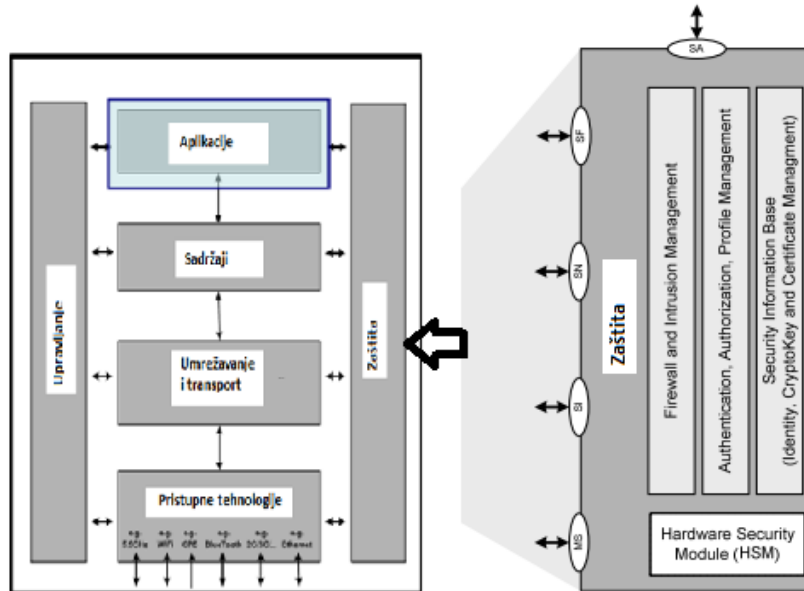 Aplikacije
Sadržaji
Umrežavanje
i transport
Pristupne tehnologije
e.g.
e.g.
e.g.
e.g.
e.g.
e.g.
WiFi
BlueTooth
Ethernet
Upravljanje
Zaštita
SA
SF
SN
SI
MS
Zaštita
Firewall and Intrusion Management
Authentication, Authorization, Profile Management
Security Information Base
(Identity, CryptoKey and Certificate Managment)
Hardware Security
Module (HSM)